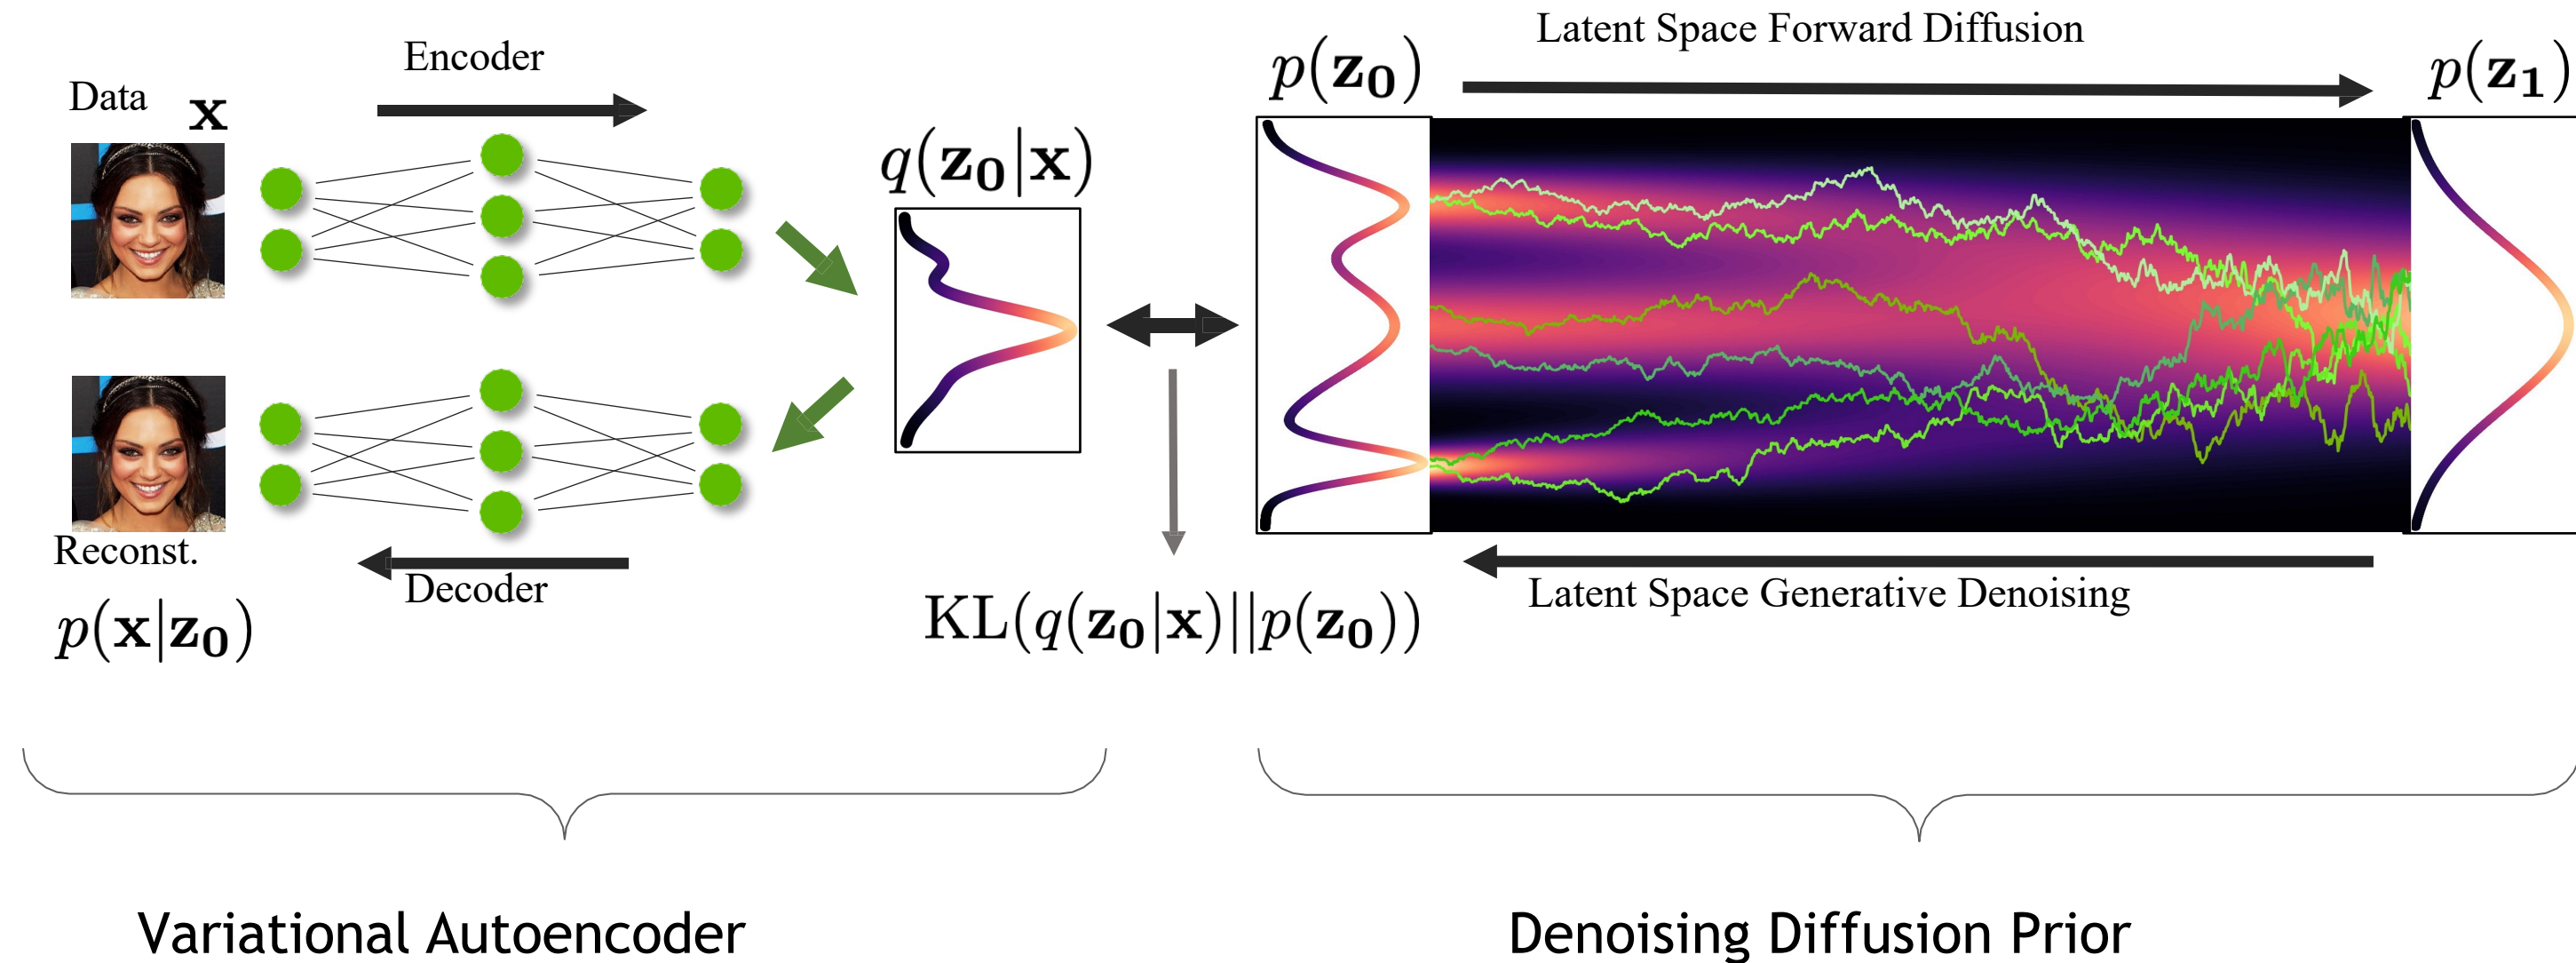 Latent Space Forward Diffusion
Encoder
Data x
p(z₀)
p(z₁)
q(z₀|x)
Reconst.
Decoder
p(x|z₀)
KL(q(z₀|x)||p(z₀))
Latent Space Generative Denoising
Variational Autoencoder
Denoising Diffusion Prior